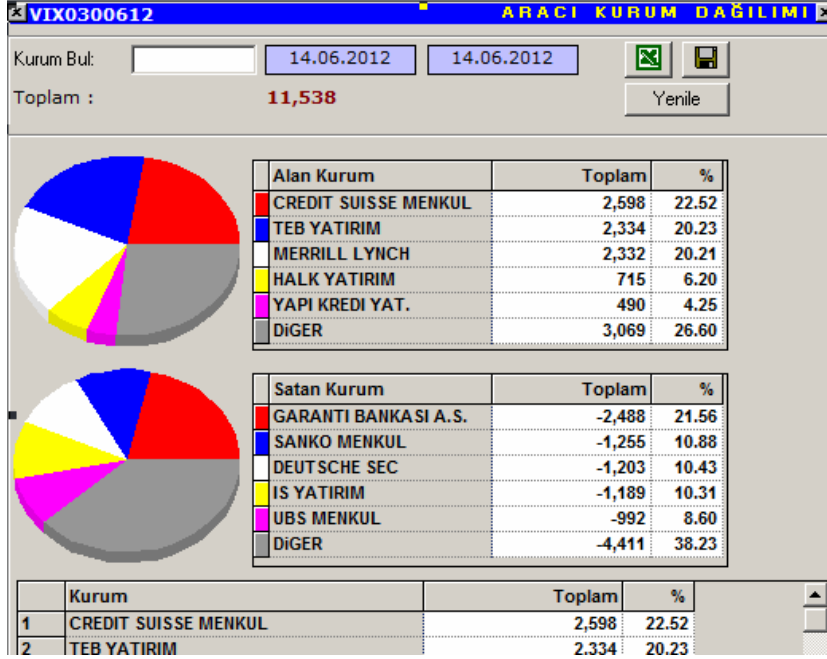 VIX0300612 ARACI KURUM DAĞILIMI
Kurum Bul: 14.06.2012 14.06.2012
Toplam : 11,538 Yenile
Alan Kurum Toplam %
CREDIT SUISSE MENKUL 2,598 22.52
TEB YATIRIM 2,334 20.23
MERRILL LYNCH 2,332 20.21
HALK YATIRIM 715 6.20
YAPI KREDI YAT. 490 4.25
DiGER 3,069 26.60
Satan Kurum Toplam %
GARANTI BANKASI A.S. -2,488 21.56
SANKO MENKUL -1,255 10.88
DEUTSCHE SEC -1,203 10.43
IS YATIRIM -1,189 10.31
UBS MENKUL -992 8.60
DiGER -4,411 38.23
Kurum Toplam %
1 CREDIT SUISSE MENKUL 2,598 22.52
2 TEB YATIRIM 2,334 20.23